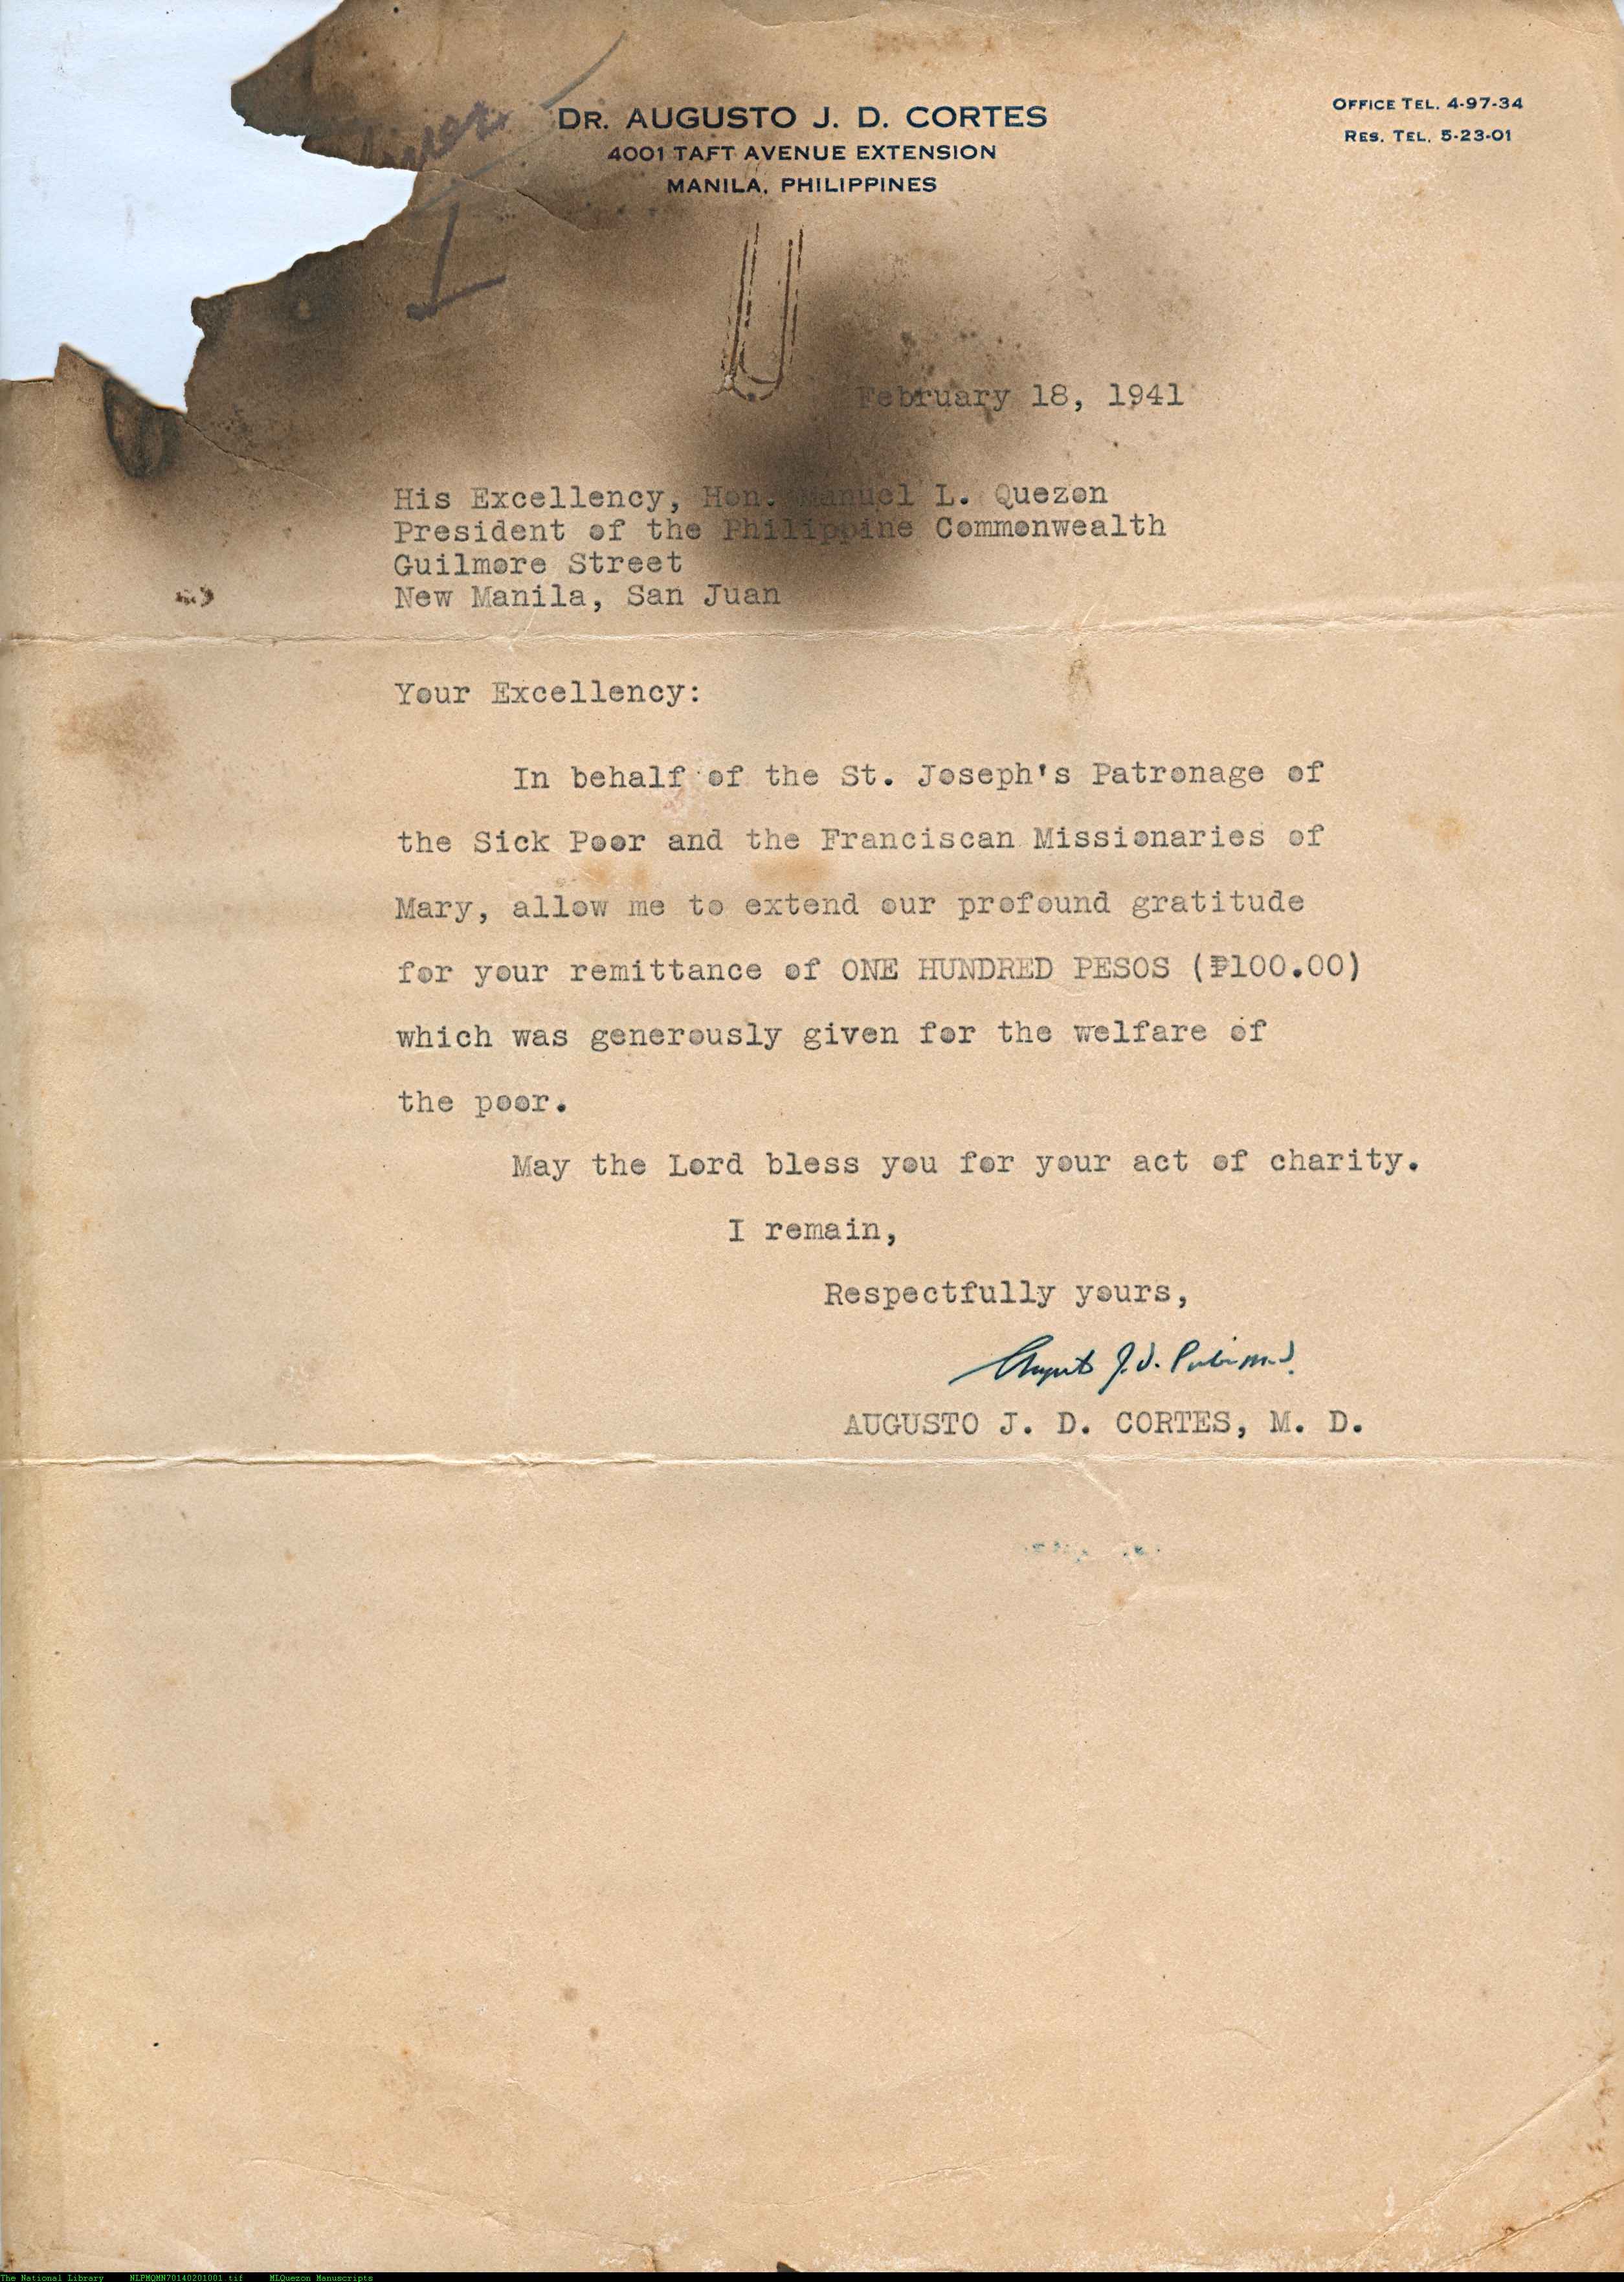 DR. AUGUSTO J. D. CORTES
4001 TAFT AVENUE EXTENSION
MANILA, PHILIPPINES
OFFICE TEL. 4-97-34
RES. TEL. 5-23-01
February 18, 1941
His Excellency, Hon. Manuel L. Quezon
President of the Philippine Commonwealth
Guilmore Street
New Manila, San Juan
Your Excellency:
In behalf of the St. Joseph's Patronage of
the Sick Poor and the Franciscan Missionaries of
Mary, allow me to extend our profound gratitude
for your remittance of ONE HUNDRED PESOS (₱100.00)
which was generously given for the welfare of
the poor.
May the Lord bless you for your act of charity.
I remain,
Respectfully yours,
AUGUSTO J. D. CORTES, M. D.
The National Library NLPMQMN70140201001.tif MLQuezon Manuscripts